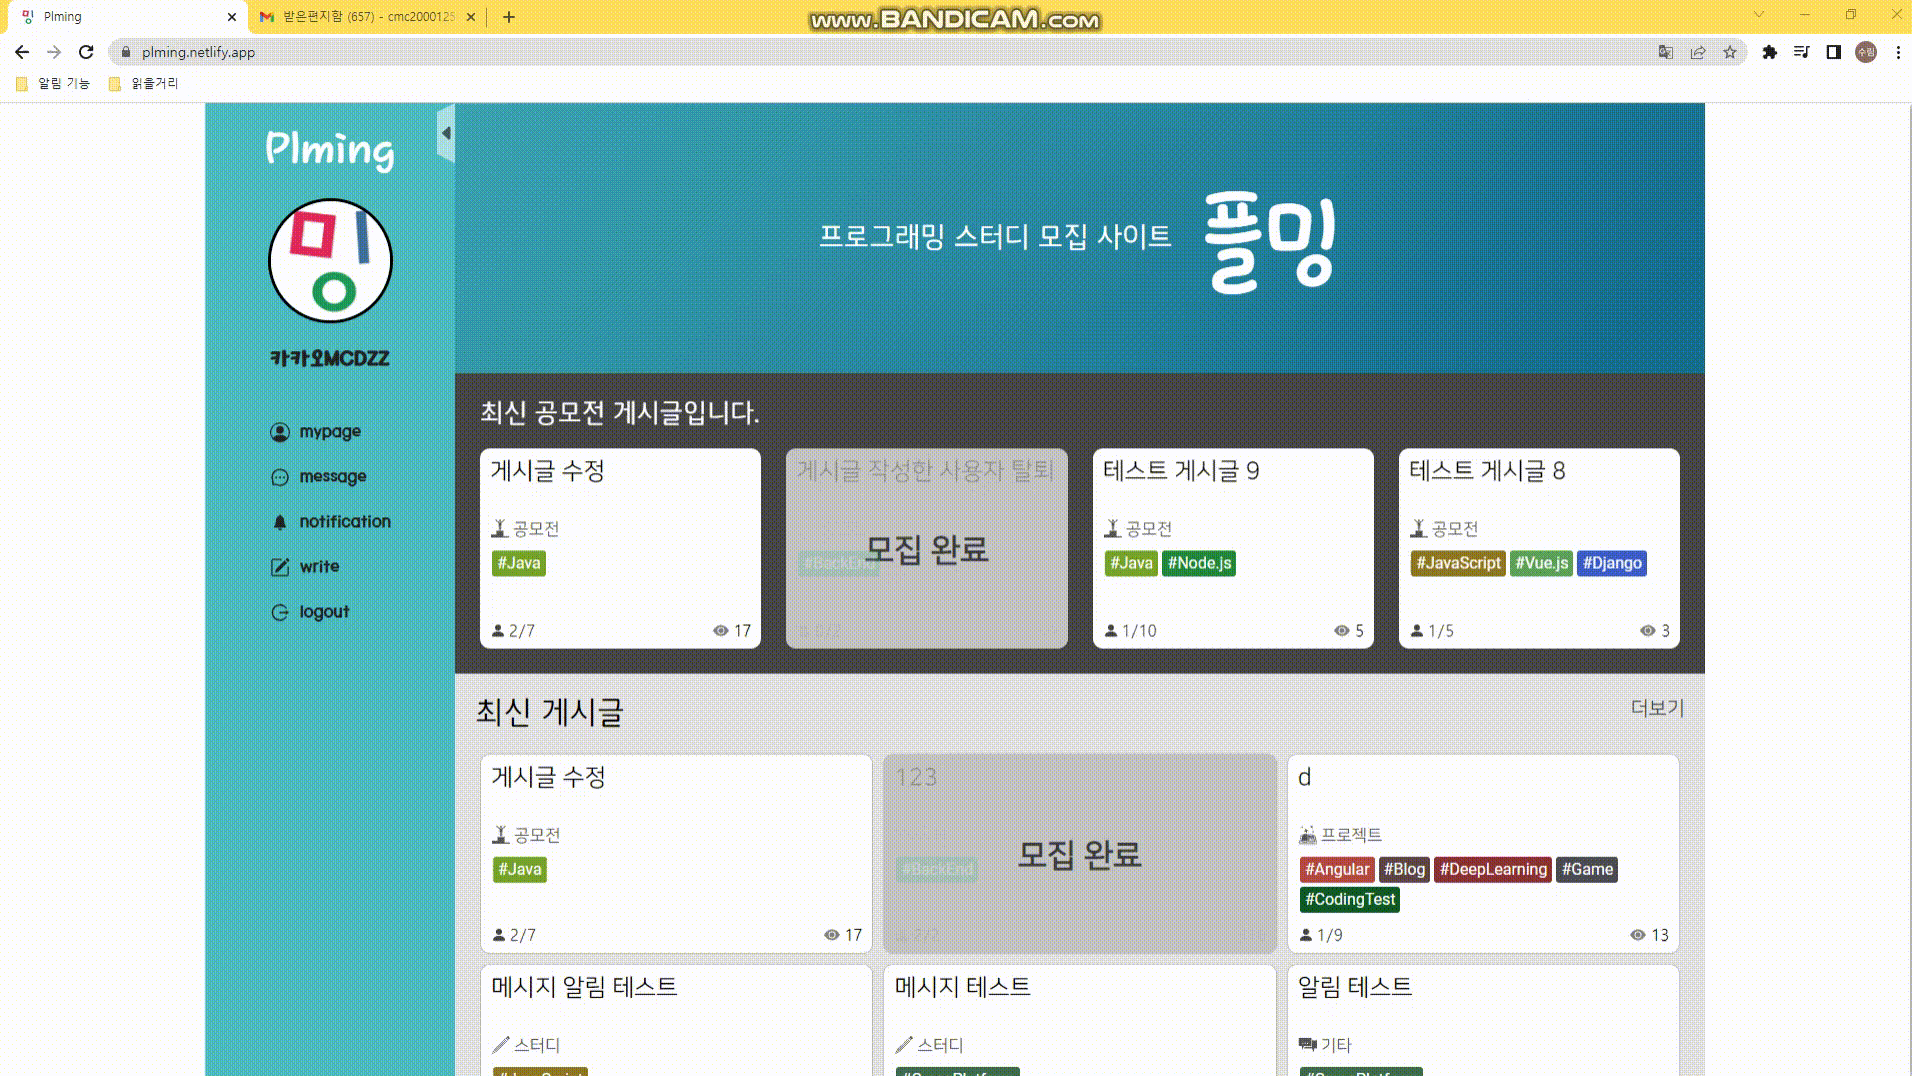 Plming
받은편지함 (657) - cmc2000125
www.BANDICAM.com
plming.netlify.app
수림
알림 기능
읽을거리
Plming
밍
카카오MCDZZ
mypage
message
notification
write
logout
프로그래밍 스터디 모집 사이트
플밍
최신 공모전 게시글입니다.
게시글 수정
공모전
#Java
2/7
17
게시글 작성한 사용자 탈퇴
#BackEnd
모집 완료
테스트 게시글 9
공모전
#Java #Node.js
1/10
5
테스트 게시글 8
공모전
#JavaScript #Vue.js #Django
1/5
3
최신 게시글
더보기
게시글 수정
공모전
#Java
2/7
17
123
#BackEnd
모집 완료
2/2
d
프로젝트
#Angular #Blog #DeepLearning #Game
#CodingTest
1/9
13
메시지 알림 테스트
스터디
메시지 테스트
스터디
알림 테스트
기타